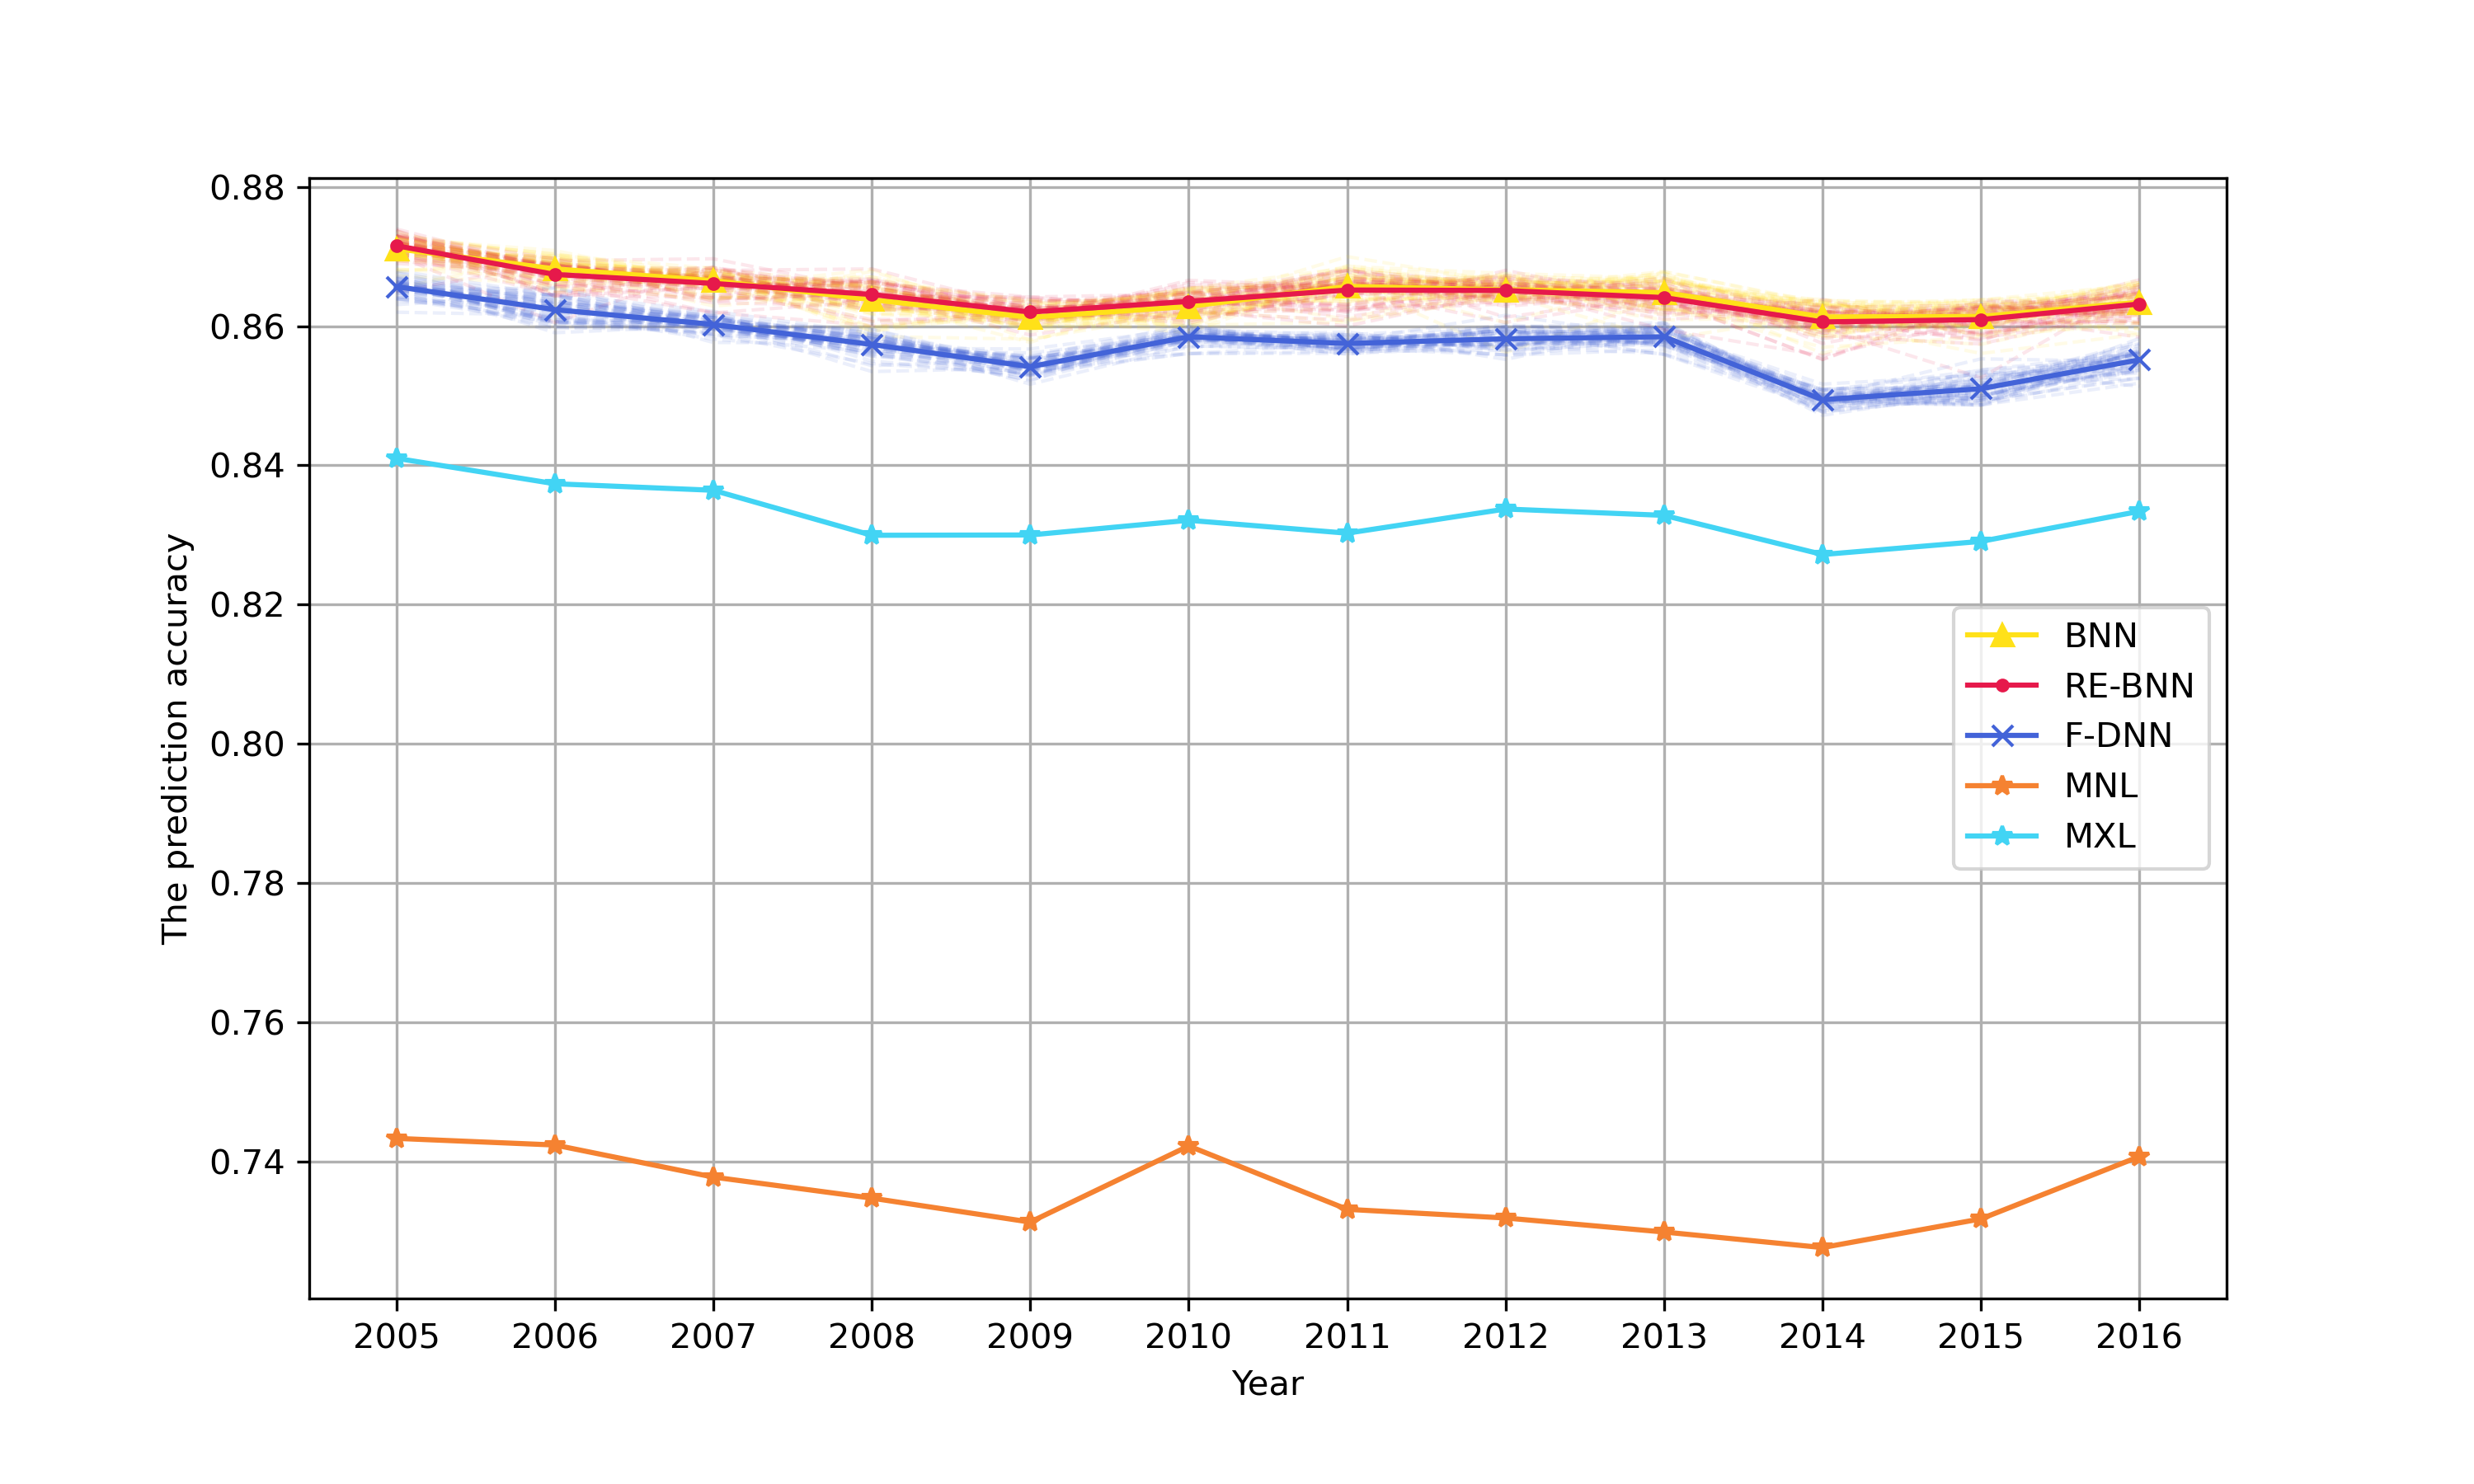 0.88
0.86
0.84
0.82
0.80
0.78
0.76
0.74
The prediction accuracy
BNN
RE-BNN
F-DNN
MNL
MXL
2005 2006 2007 2008 2009 2010 2011 2012 2013 2014 2015 2016
Year